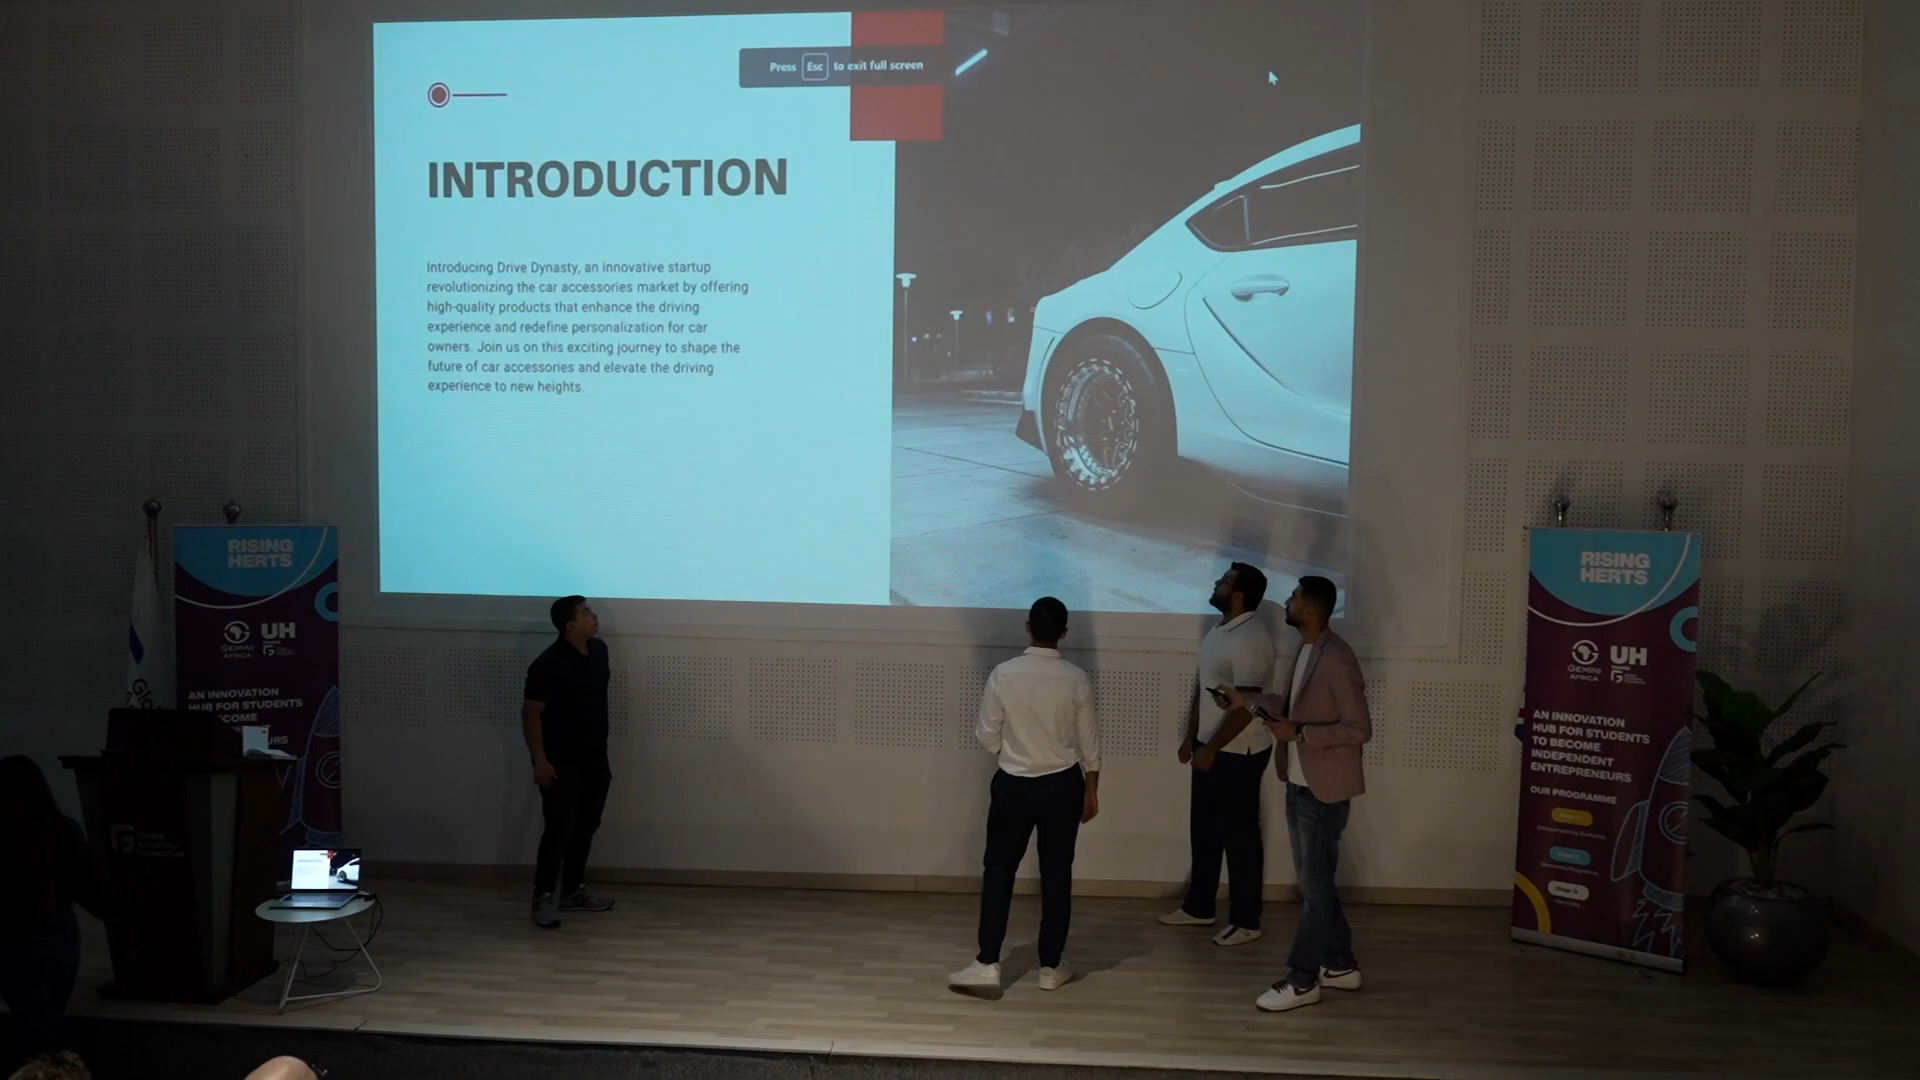 Press Esc to exit full screen
INTRODUCTION
Introducing Drive Dynasty, an innovative startup
revolutionizing the car accessories market by offering
high-quality products that enhance the driving
experience and redefine personalization for car
owners. Join us on this exciting journey to shape the
future of car accessories and elevate the driving
experience to new heights.
RISING
HERTS
GEMINI
AFRICA
UH
AN INNOVATION
HUB FOR STUDENTS
RISING
HERTS
GEMINI
AFRICA
UH
AN INNOVATION
HUB FOR STUDENTS
TO BECOME
INDEPENDENT
ENTREPRENEURS
OUR PROGRAMME